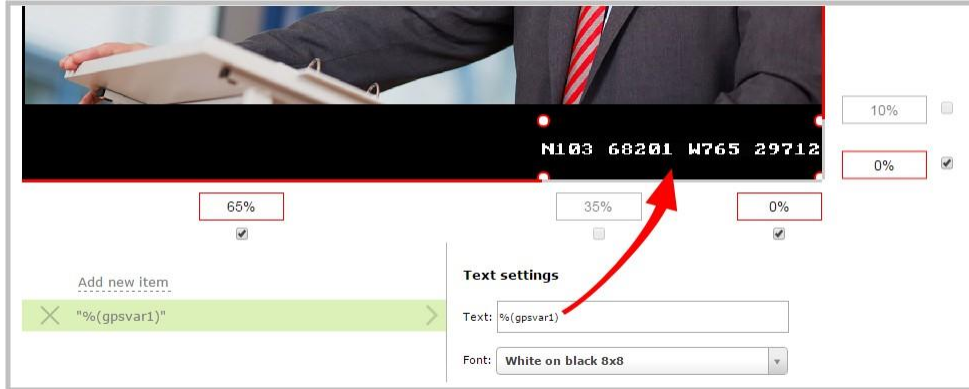 N103 68201 W765 29712
10%
0%
65%
35%
0%
Add new item
"%(gpsvar1)"
Text settings
Text: %(gpsvar1)
Font: White on black 8x8